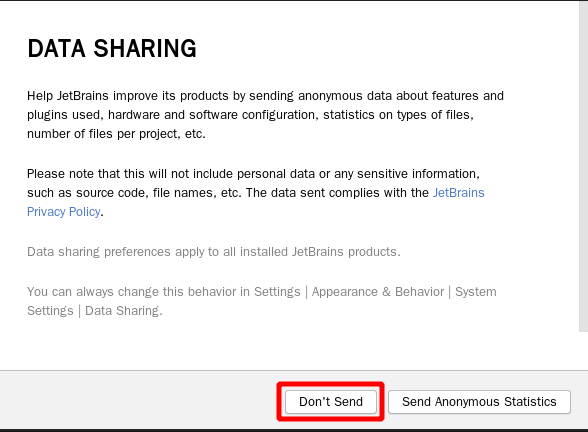 DATA SHARING
Help JetBrains improve its products by sending anonymous data about features and
plugins used, hardware and software configuration, statistics on types of files,
number of files per project, etc.
Please note that this will not include personal data or any sensitive information,
such as source code, file names, etc. The data sent complies with the JetBrains
Privacy Policy.
Data sharing preferences apply to all installed JetBrains products.
You can always change this behavior in Settings | Appearance & Behavior | System
Settings | Data Sharing.
Don't Send
Send Anonymous Statistics